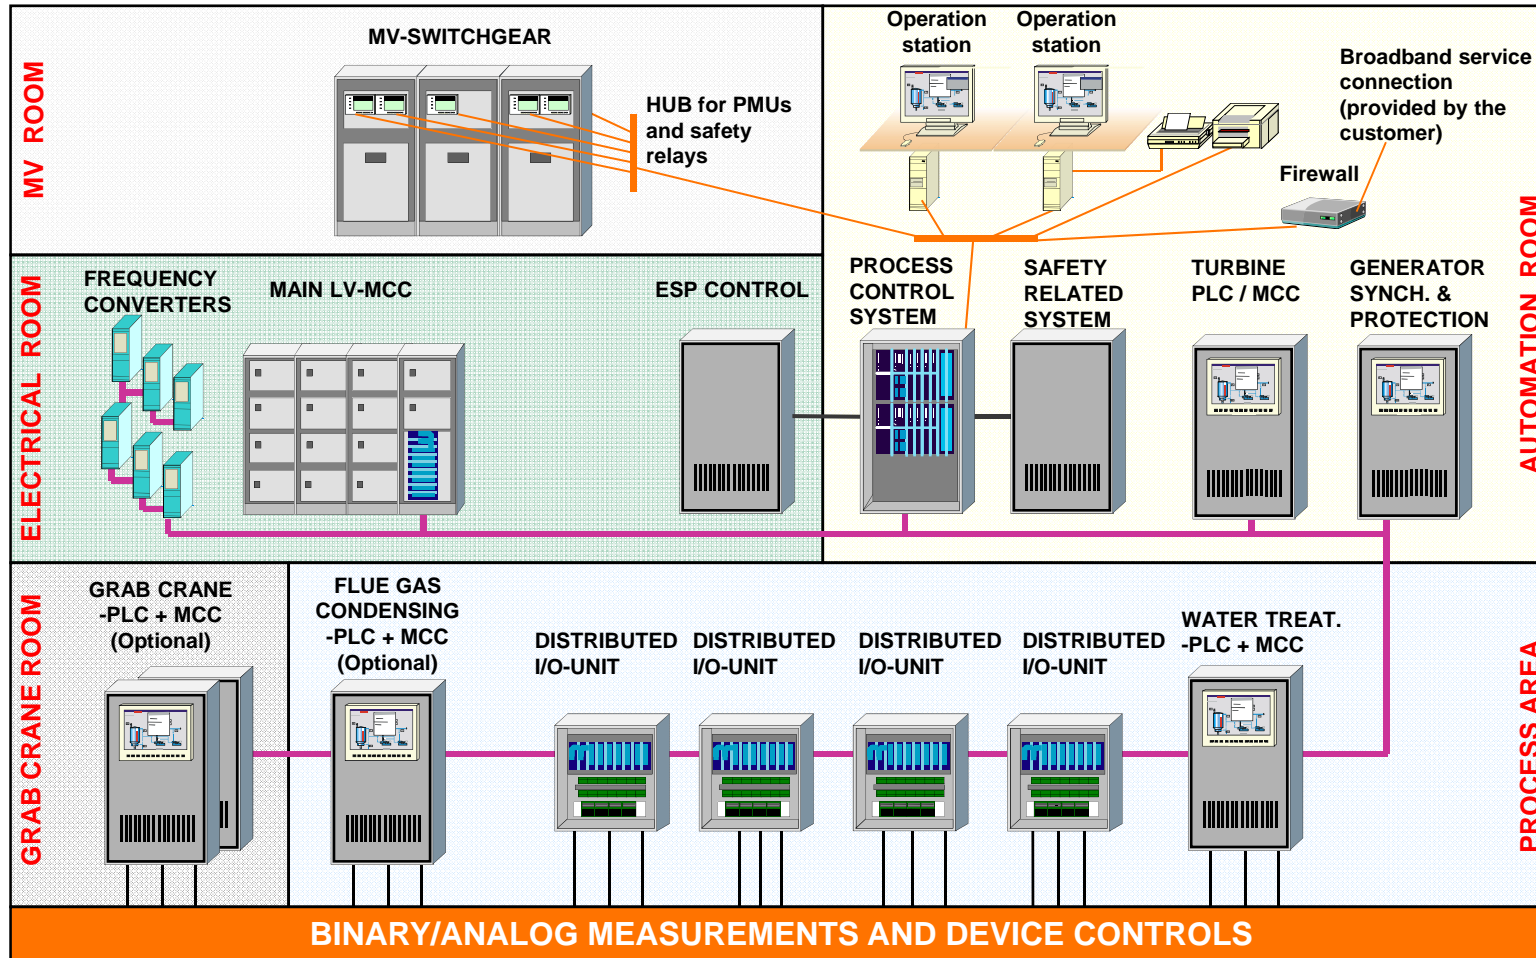 MV ROOM
MV-SWITCHGEAR
HUB for PMUs
and safety
relays
Operation
station
Operation
station
Broadband service
connection
(provided by the
customer)
Firewall
AUTOMATION ROOM
ELECTRICAL ROOM
FREQUENCY
CONVERTERS
MAIN LV-MCC
ESP CONTROL
PROCESS
CONTROL
SYSTEM
SAFETY
RELATED
SYSTEM
TURBINE
PLC / MCC
GENERATOR
SYNCH. &
PROTECTION
GRAB CRANE ROOM
GRAB CRANE
-PLC + MCC
(Optional)
FLUE GAS
CONDENSING
-PLC + MCC
(Optional)
DISTRIBUTED
I/O-UNIT
DISTRIBUTED
I/O-UNIT
DISTRIBUTED
I/O-UNIT
DISTRIBUTED
I/O-UNIT
WATER TREAT.
-PLC + MCC
PROCESS AREA
BINARY/ANALOG MEASUREMENTS AND DEVICE CONTROLS